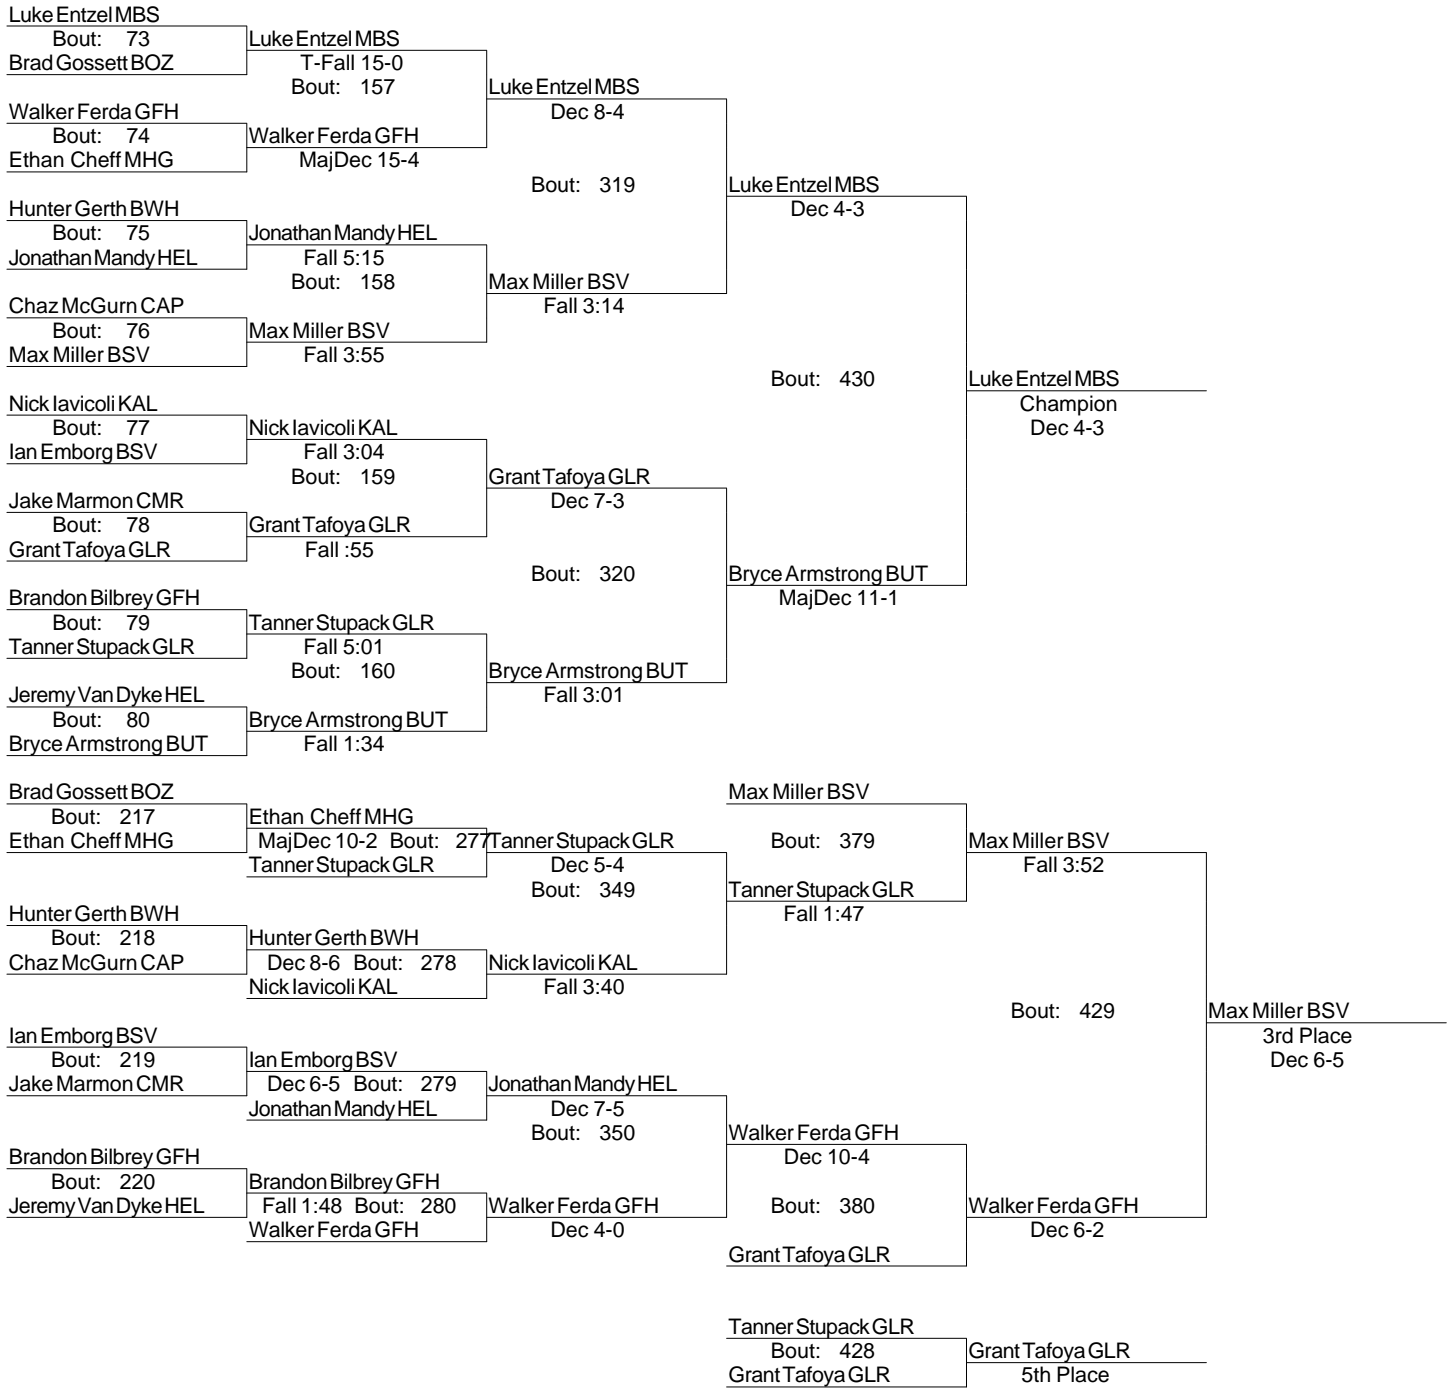 Luke Entzel MBS
Bout: 73
Luke Entzel MBS
Brad Gossett BOZ
T-Fall 15-0
Bout: 157
Luke Entzel MBS
Walker Ferda GFH
Dec 8-4
Bout: 74
Walker Ferda GFH
Ethan Cheff MHG
MajDec 15-4
Bout: 319
Luke Entzel MBS
Hunter Gerth BWH
Dec 4-3
Bout: 75
Jonathan Mandy HEL
Jonathan Mandy HEL
Fall 5:15
Bout: 158
Max Miller BSV
Chaz McGurn CAP
Fall 3:14
Bout: 76
Max Miller BSV
Max Miller BSV
Fall 3:55
Bout: 430
Luke Entzel MBS
Nick Iavicoli KAL
Champion
Bout: 77
Nick Iavicoli KAL
Dec 4-3
Ian Emborg BSV
Fall 3:04
Bout: 159
Grant Tafoya GLR
Jake Marmon CMR
Dec 7-3
Bout: 78
Grant Tafoya GLR
Grant Tafoya GLR
Fall :55
Bout: 320
Bryce Armstrong BUT
Brandon Bilbrey GFH
MajDec 11-1
Bout: 79
Tanner Stupack GLR
Tanner Stupack GLR
Fall 5:01
Bout: 160
Bryce Armstrong BUT
Jeremy Van Dyke HEL
Fall 3:01
Bout: 80
Bryce Armstrong BUT
Bryce Armstrong BUT
Fall 1:34
Brad Gossett BOZ
Max Miller BSV
Bout: 217
Ethan Cheff MHG
Ethan Cheff MHG
MajDec 10-2 Bout: 277
Tanner Stupack GLR
Bout: 379
Max Miller BSV
Tanner Stupack GLR
Dec 5-4
Fall 3:52
Bout: 349
Tanner Stupack GLR
Hunter Gerth BWH
Fall 1:47
Bout: 218
Hunter Gerth BWH
Chaz McGurn CAP
Dec 8-6 Bout: 278
Nick Iavicoli KAL
Nick Iavicoli KAL
Fall 3:40
Bout: 429
Max Miller BSV
Ian Emborg BSV
3rd Place
Bout: 219
Ian Emborg BSV
Dec 6-5
Jake Marmon CMR
Dec 6-5 Bout: 279
Jonathan Mandy HEL
Jonathan Mandy HEL
Dec 7-5
Bout: 350
Walker Ferda GFH
Brandon Bilbrey GFH
Dec 10-4
Bout: 220
Brandon Bilbrey GFH
Jeremy Van Dyke HEL
Fall 1:48 Bout: 280
Walker Ferda GFH
Bout: 380
Walker Ferda GFH
Walker Ferda GFH
Dec 4-0
Dec 6-2
Grant Tafoya GLR
Tanner Stupack GLR
Bout: 428
Grant Tafoya GLR
Grant Tafoya GLR
5th Place